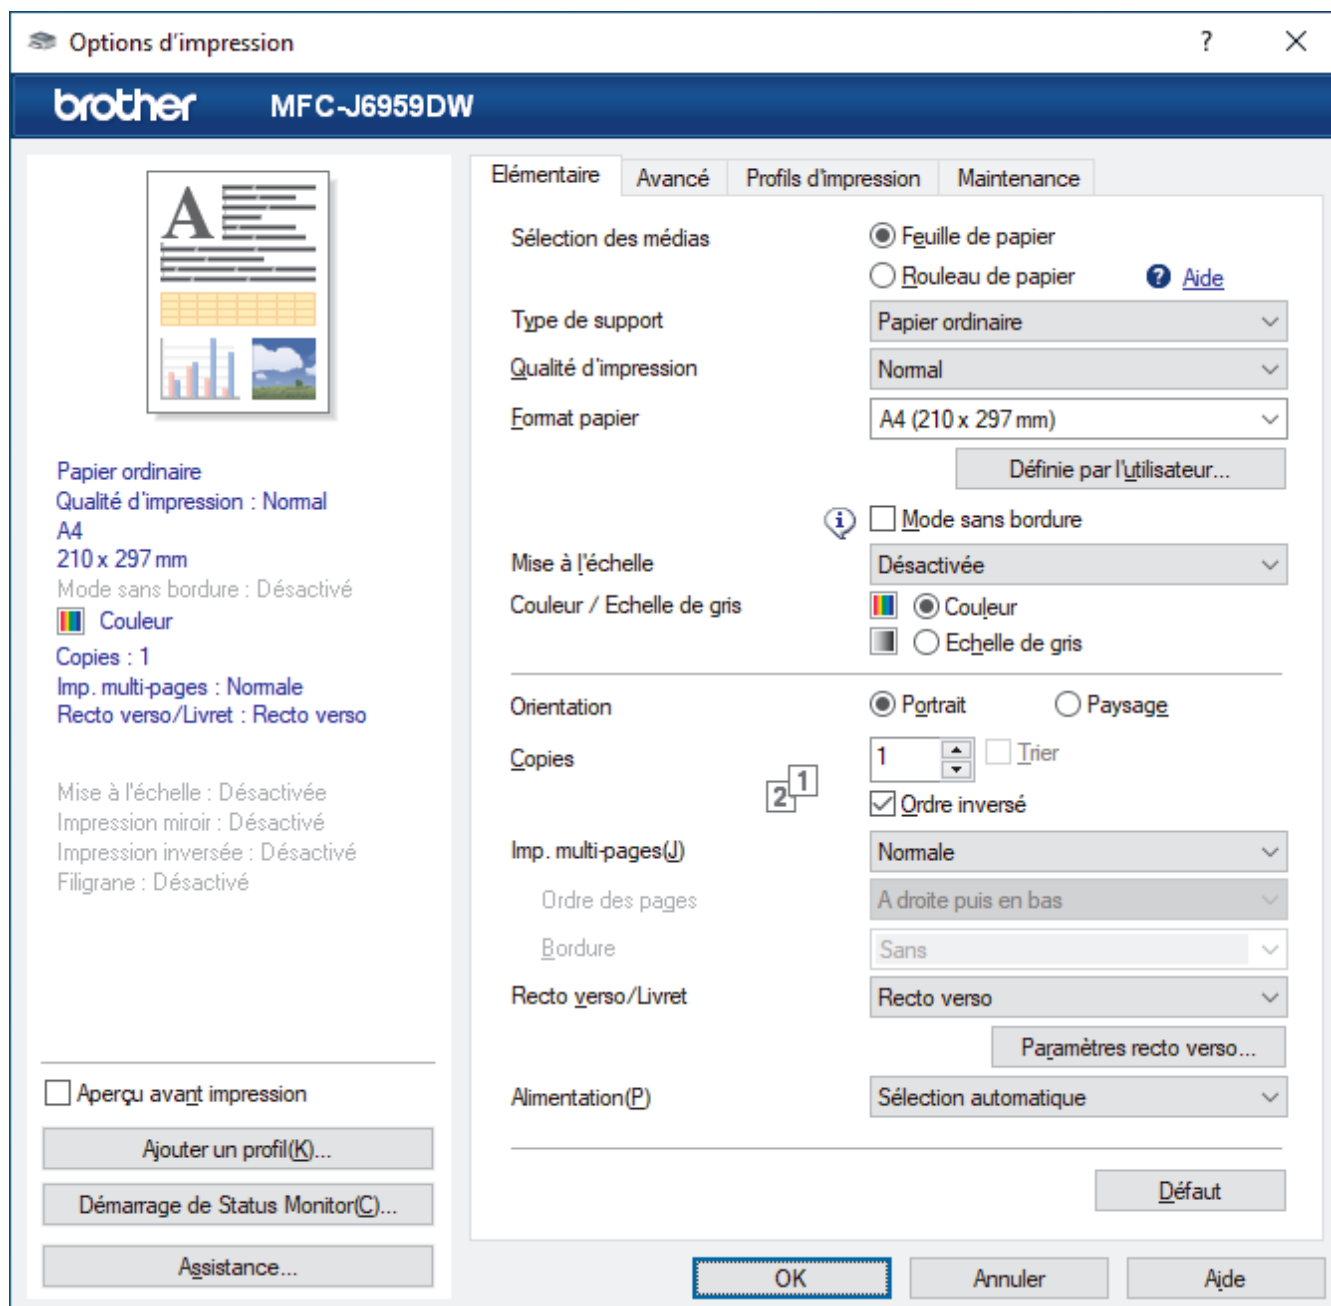 Options d'impression
?
brother MFC-J6959DW
A
Papier ordinaire
Qualité d'impression : Normal
A4
210 x 297 mm
Mode sans bordure : Désactivé
Couleur
Copies : 1
Imp. multi-pages : Normale
Recto verso/Livret : Recto verso
Mise à l'échelle : Désactivée
Impression miroir : Désactivé
Impression inversée : Désactivé
Filigrane : Désactivé
Aperçu avant impression
Ajouter un profil(K)...
Démarrage de Status Monitor(C)...
Assistance...
Elémentaire Avancé Profils d'impression Maintenance
Sélection des médias Feuille de papier
Rouleau de papier ? Aide
Type de support Papier ordinaire
Qualité d'impression Normal
Format papier A4 (210 x 297 mm)
Définie par l'utilisateur...
i Mode sans bordure
Mise à l'échelle Désactivée
Couleur / Echelle de gris Couleur
Echelle de gris
Orientation Portrait Paysage
Copies 1 Trier
2 1 Ordre inversé
Imp. multi-pages(J) Normale
Ordre des pages A droite puis en bas
Bordure Sans
Recto verso/Livret Recto verso
Paramètres recto verso...
Alimentation(P) Sélection automatique
Défaut
OK Annuler Aide